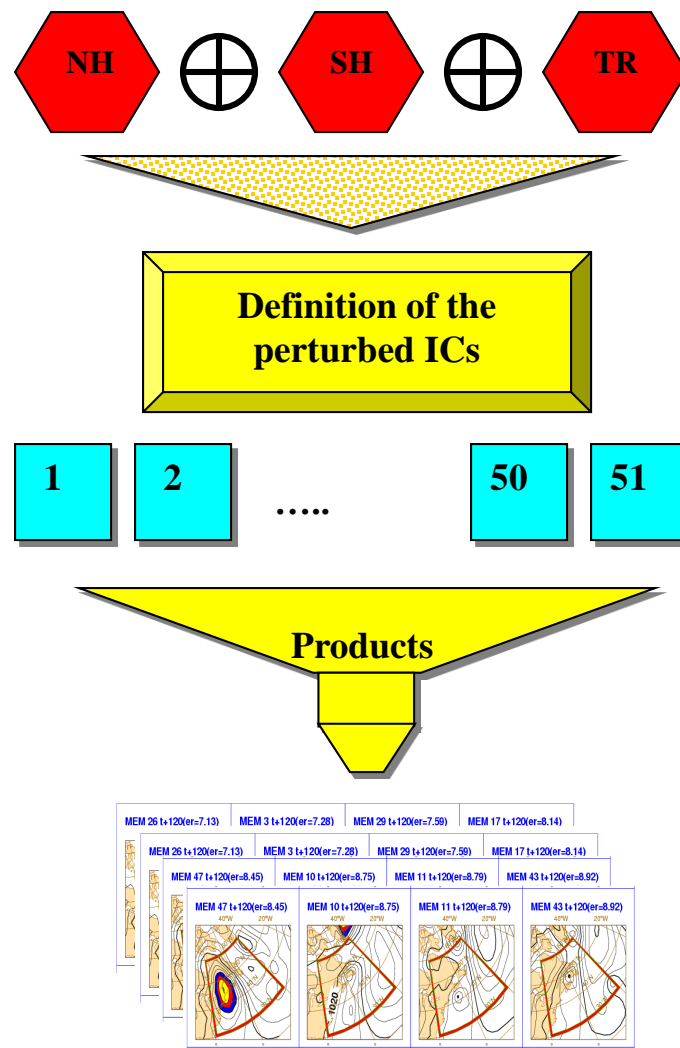 NH SH TR
Definition of the
perturbed ICs
1 2 ..... 50 51
Products
MEM 26 t+120(er=7.13) MEM 3 t+120(er=7.28) MEM 29 t+120(er=7.59) MEM 17 t+120(er=8.14)
MEM 26 t+120(er=7.13) MEM 3 t+120(er=7.28) MEM 29 t+120(er=7.59) MEM 17 t+120(er=8.14)
MEM 47 t+120(er=8.45) MEM 10 t+120(er=8.75) MEM 11 t+120(er=8.79) MEM 43 t+120(er=8.92)
MEM 47 t+120(er=8.45) MEM 10 t+120(er=8.75) MEM 11 t+120(er=8.79) MEM 43 t+120(er=8.92)
40°W 20°W 40°W 20°W 40°W 20°W 40°W 20°W
1020